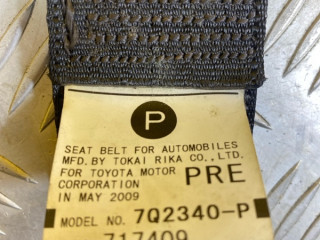 P
SEAT BELT FOR AUTOMOBILES
MFD. BY TOKAI RIKA CO., LTD.
FOR TOYOTA MOTOR
CORPORATION PRE
IN MAY 2009
MODEL NO. 7Q2340-P
717409